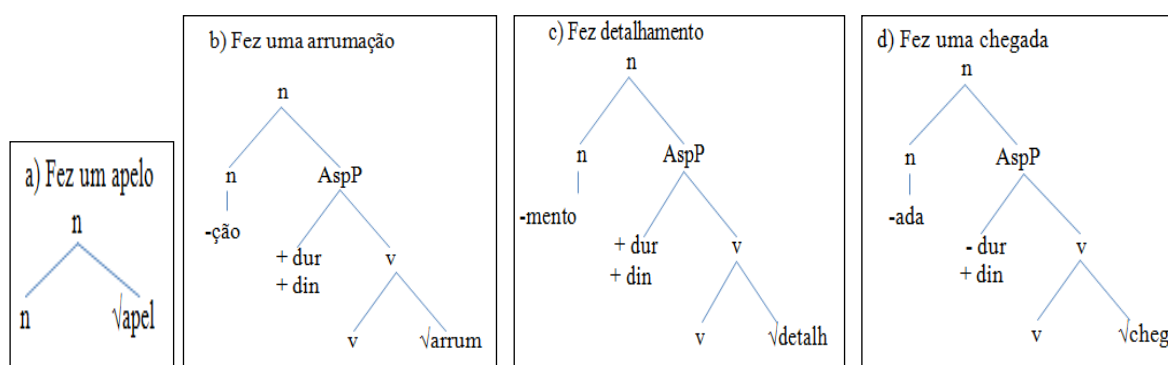 a) Fez um apelo
n
n √apel
b) Fez uma arrumação
n
n AspP
-ção
+ dur v
+ din
v √arrum
c) Fez detalhamento
n
n AspP
-mento
+ dur v
+ din
v √detalh
d) Fez uma chegada
n
n AspP
-ada
- dur v
+ din
v √cheg